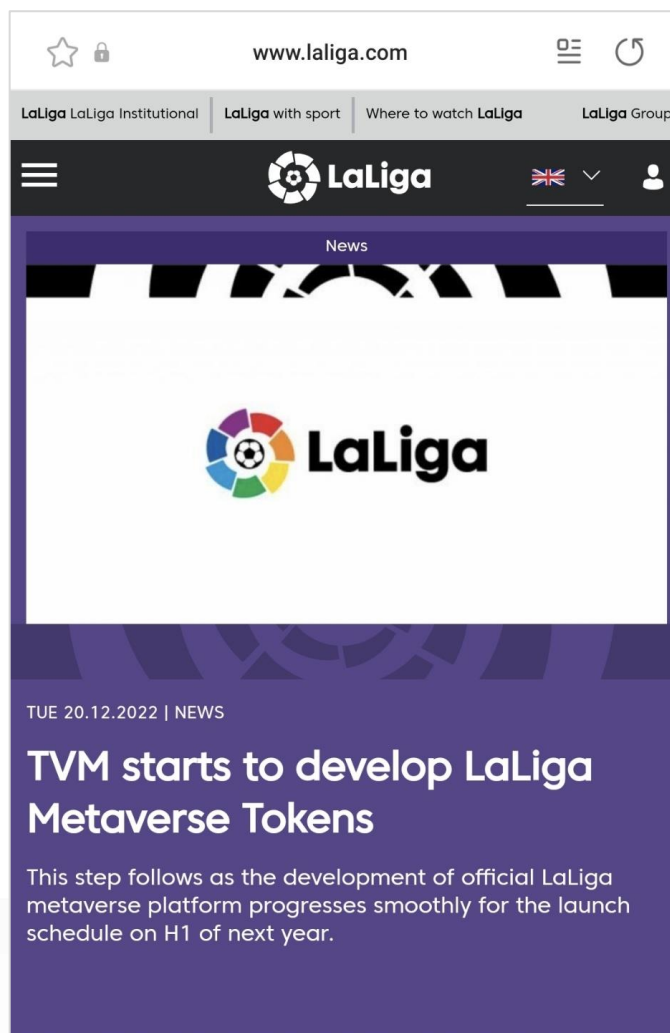 www.laliga.com
LaLiga LaLiga Institutional LaLiga with sport Where to watch LaLiga LaLiga Group
LaLiga
News
LaLiga
TUE 20.12.2022 | NEWS
TVM starts to develop LaLiga
Metaverse Tokens
This step follows as the development of official LaLiga
metaverse platform progresses smoothly for the launch
schedule on H1 of next year.